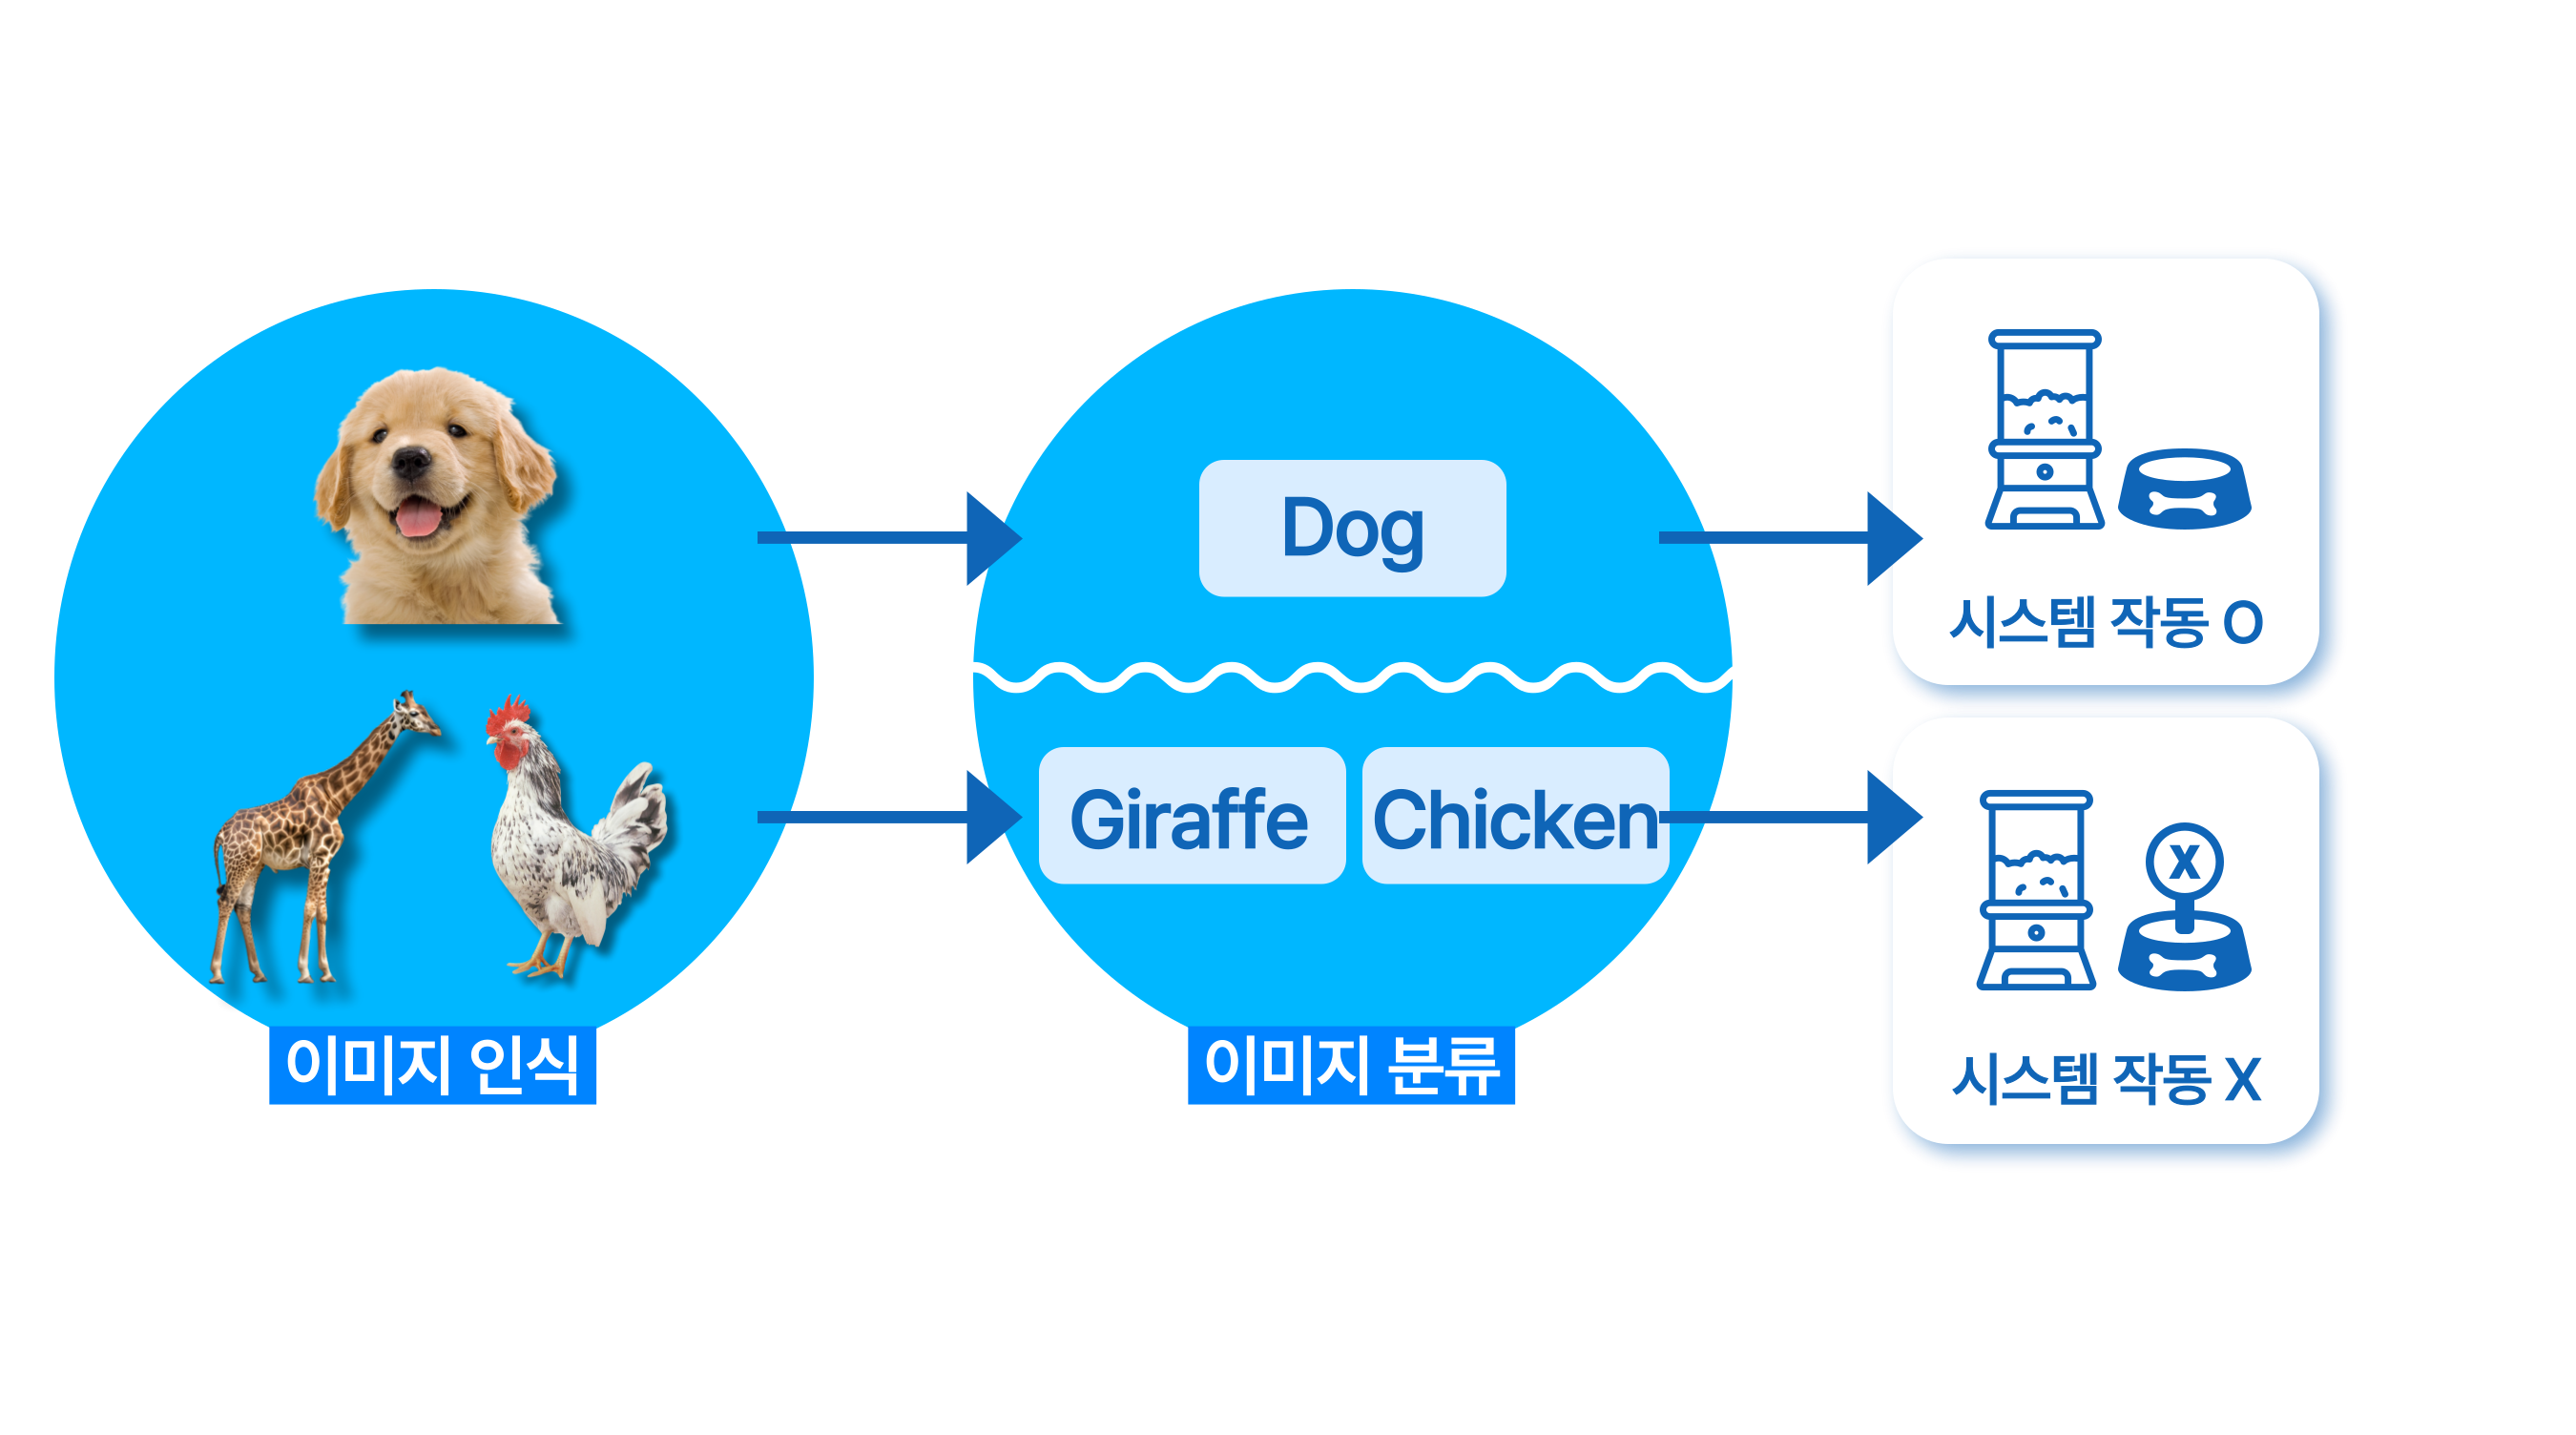 Dog
시스템 작동 O
Giraffe
Chicken
X
시스템 작동 X
이미지 인식
이미지 분류